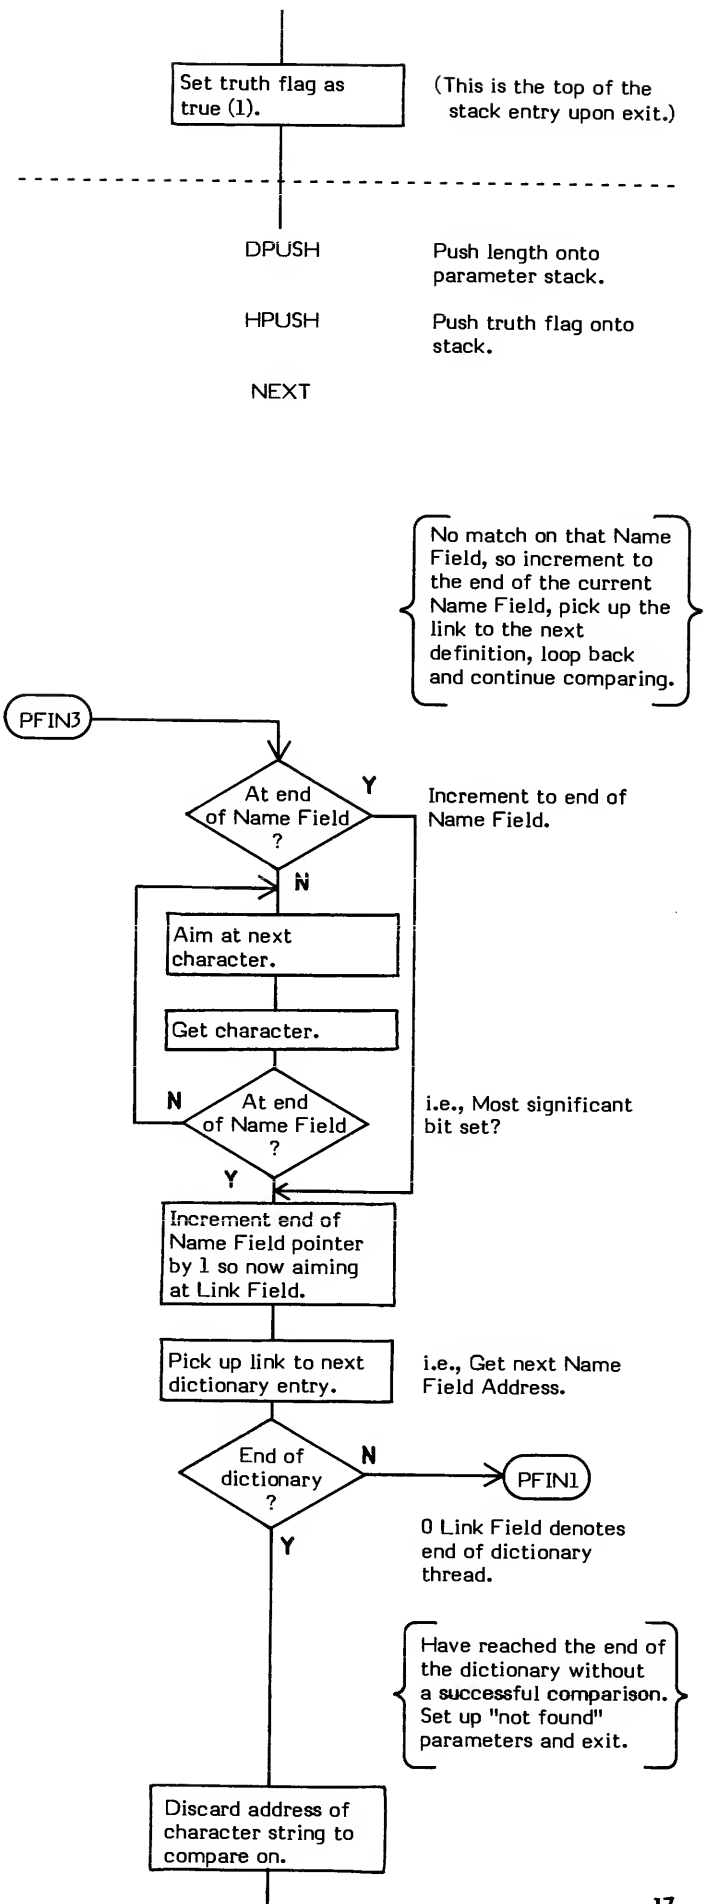 Set truth flag as
true (1).
(This is the top of the
stack entry upon exit.)
DPUSH
Push length onto
parameter stack.
HPUSH
Push truth flag onto
stack.
NEXT
No match on that Name
Field, so increment to
the end of the current
Name Field, pick up the
link to the next
definition, loop back
and continue comparing.
PFIN3
At end
of Name Field
?
Y
Increment to end of
Name Field.
N
Aim at next
character.
Get character.
N
At end
of Name Field
?
i.e., Most significant
bit set?
Y
Increment end of
Name Field pointer
by 1 so now aiming
at Link Field.
Pick up link to next
dictionary entry.
i.e., Get next Name
Field Address.
End of
dictionary
?
N
PFIN1
Y
0 Link Field denotes
end of dictionary
thread.
Have reached the end of
the dictionary without
a successful comparison.
Set up "not found"
parameters and exit.
Discard address of
character string to
compare on.
17